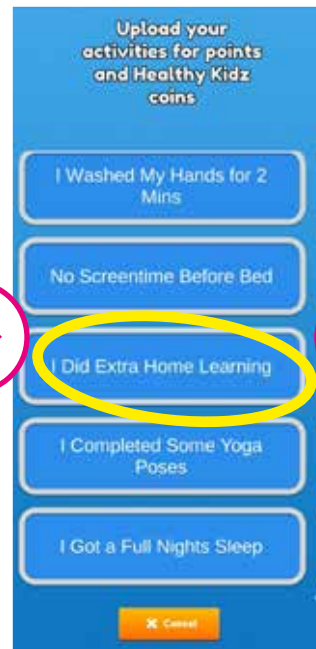 Upload your
activities for points
and Healthy Kidz
coins
I Washed My Hands for 2
Mins
No Screentime Before Bed
I Did Extra Home Learning
I Completed Some Yoga
Poses
I Got a Full Nights Sleep
X Cancel